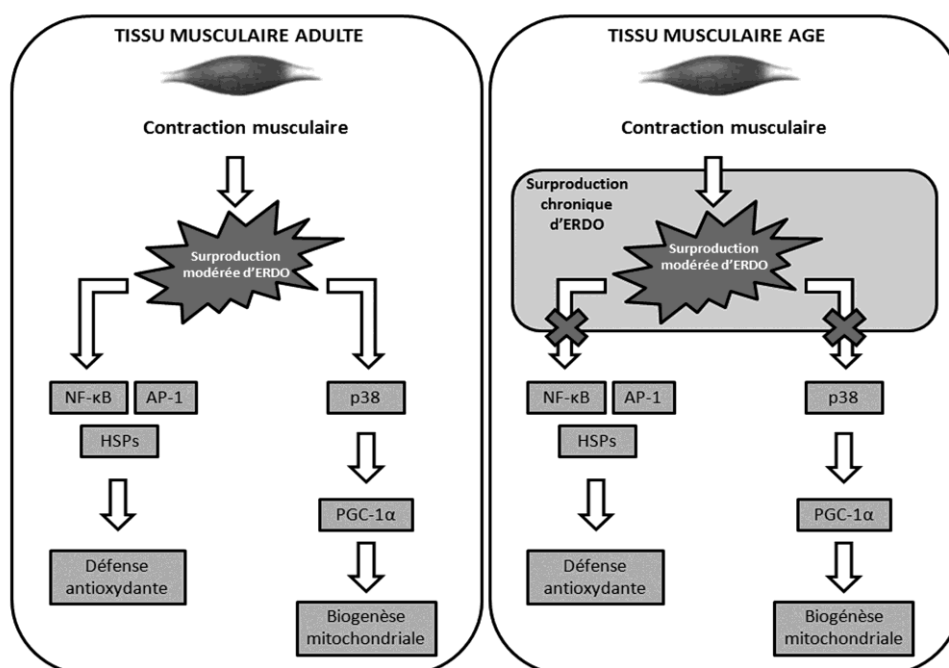 TISSU MUSCULAIRE ADULTE
Contraction musculaire
Surproduction
modérée d'ERDO
NF-κB
AP-1
p38
HSPs
PGC-1α
Défense
antioxydante
Biogenèse
mitochondriale
TISSU MUSCULAIRE AGE
Contraction musculaire
Surproduction
chronique
d'ERDO
Surproduction
modérée d'ERDO
NF-κB
AP-1
p38
HSPs
PGC-1α
Défense
antioxydante
Biogénèse
mitochondriale